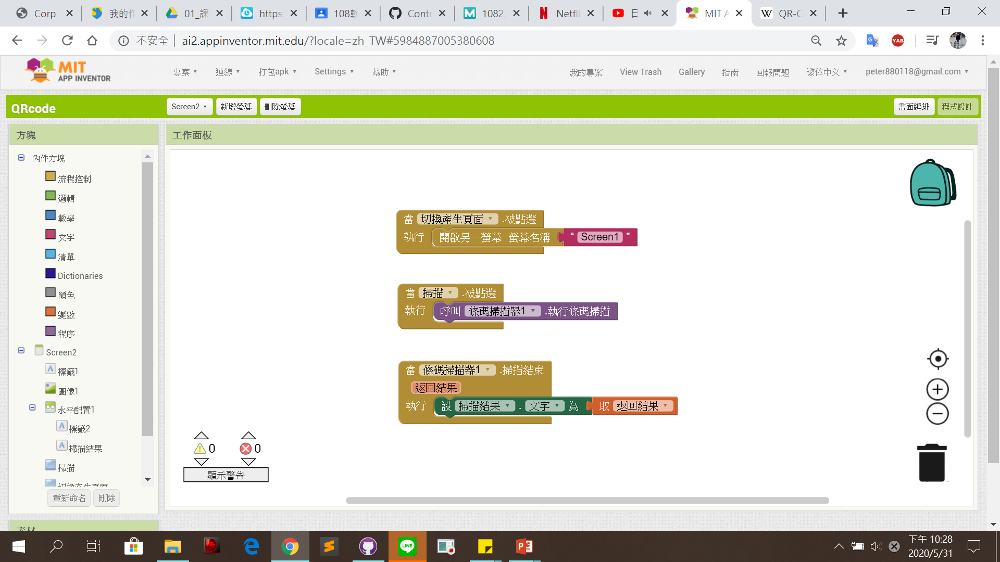 Corp
我的作
01_課
https:
108軟
Contr
1082
Netfli
MIT A
QR-C
不安全
ai2.appinventor.mit.edu/?locale=zh_TW#5984887005380608
YAB
MIT
APP INVENTOR
專案
連線
打包apk
Settings
幫助
我的專案
View Trash
Gallery
指南
回報問題
繁体中文
peter880118@gmail.com
QRcode
Screen2
新增螢幕
刪除螢幕
畫面編排
程式設計
方塊
內件方塊
流程控制
邏輯
數學
文字
清單
Dictionaries
顏色
變數
程序
Screen2
標籤1
圖像1
水平配置1
標籤2
掃描結果
掃描
切換產生頁面
重新命名
刪除
素材
工作面板
當 切換產生頁面 .被點選
執行 開啟另一螢幕 螢幕名稱 “ Screen1 ”
當 掃描 .被點選
執行 呼叫 條碼掃描器1 .執行條碼掃描
當 條碼掃描器1 .掃描結束
返回結果
執行 設 掃描結果 . 文字 為 取 返回結果
0
0
顯示警告
LINE
下午 10:28
2020/5/31